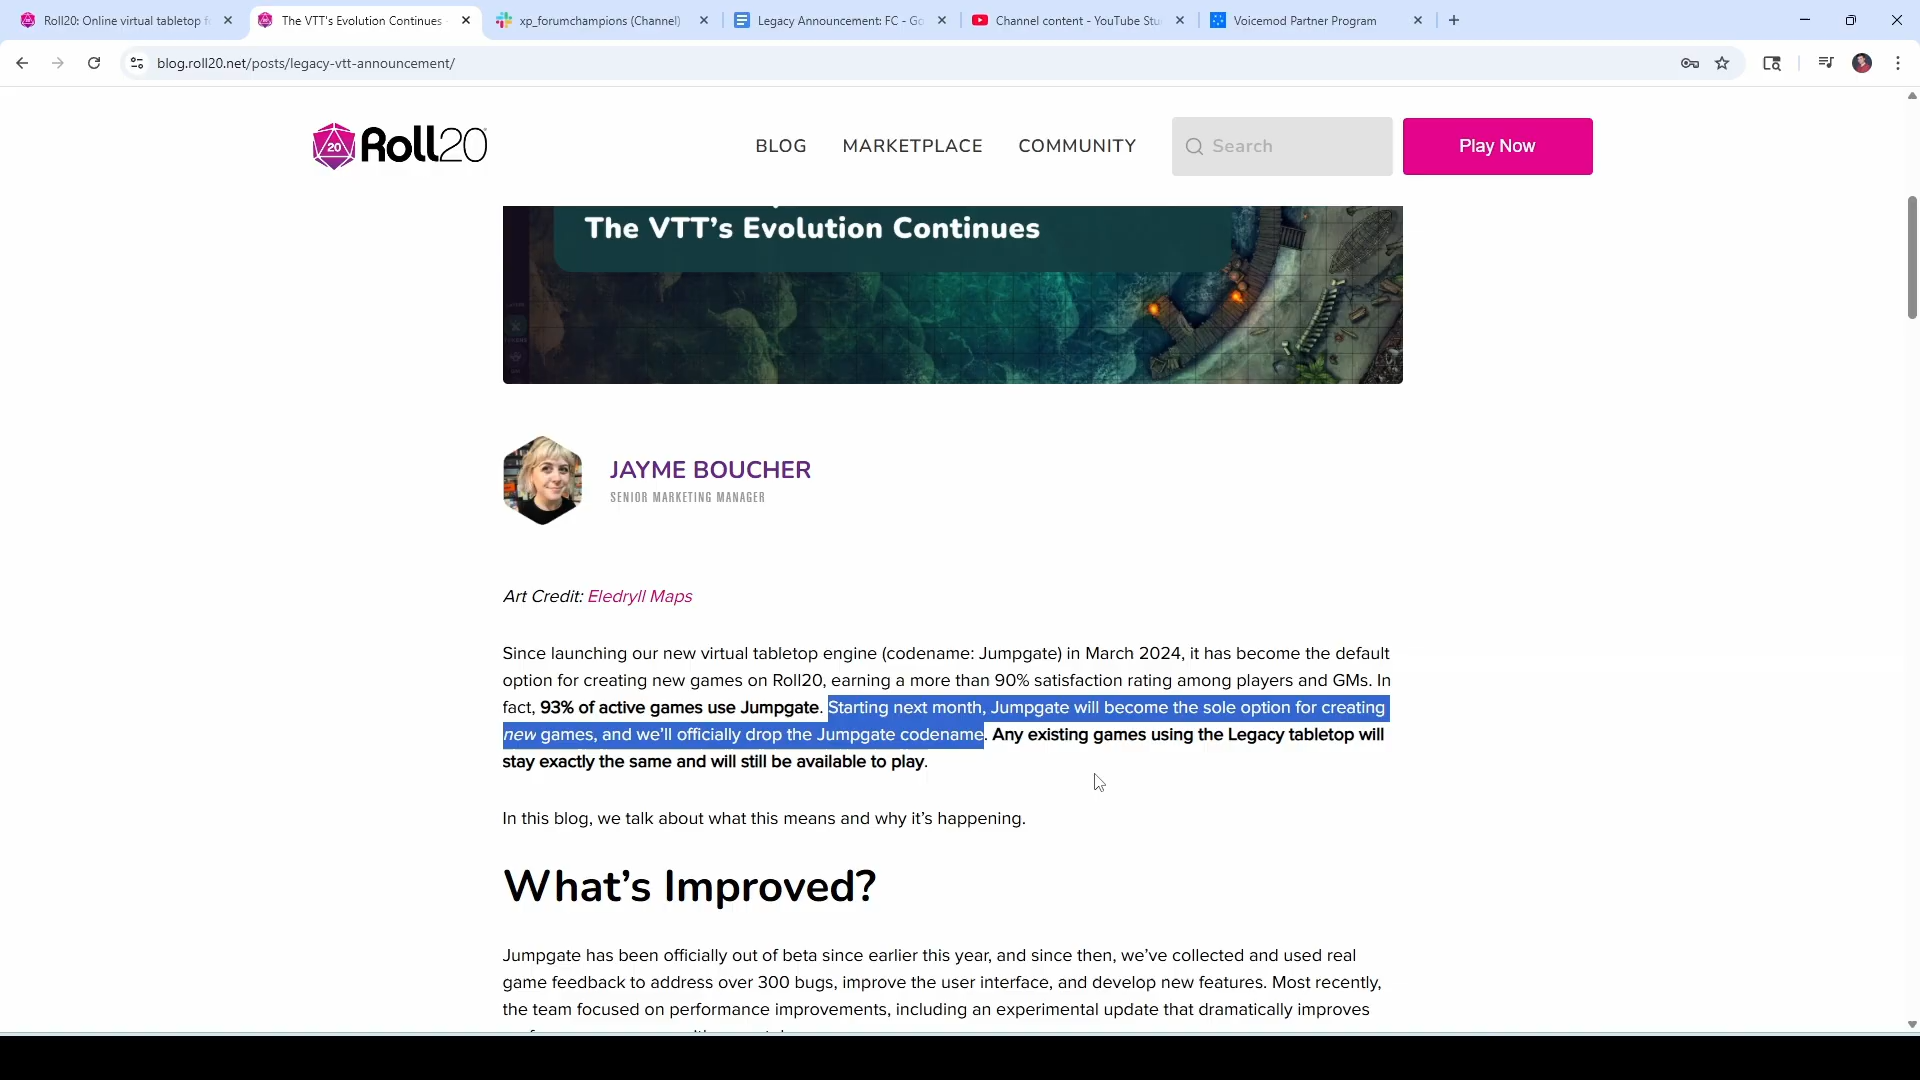 Roll20: Online virtual tabletop f
The VTT's Evolution Continues
xp_forumchampions (Channel)
Legacy Announcement: FC - Go
Channel content - YouTube Stu
Voicemod Partner Program
blog.roll20.net/posts/legacy-vtt-announcement/
20
Roll20
BLOG
MARKETPLACE
COMMUNITY
Search
Play Now
The VTT's Evolution Continues
JAYME BOUCHER
SENIOR MARKETING MANAGER
Art Credit: Eledryll Maps
Since launching our new virtual tabletop engine (codename: Jumpgate) in March 2024, it has become the default
option for creating new games on Roll20, earning a more than 90% satisfaction rating among players and GMs. In
fact, 93% of active games use Jumpgate. Starting next month, Jumpgate will become the sole option for creating
new games, and we'll officially drop the Jumpgate codename. Any existing games using the Legacy tabletop will
stay exactly the same and will still be available to play.
In this blog, we talk about what this means and why it's happening.
What's Improved?
Jumpgate has been officially out of beta since earlier this year, and since then, we've collected and used real
game feedback to address over 300 bugs, improve the user interface, and develop new features. Most recently,
the team focused on performance improvements, including an experimental update that dramatically improves